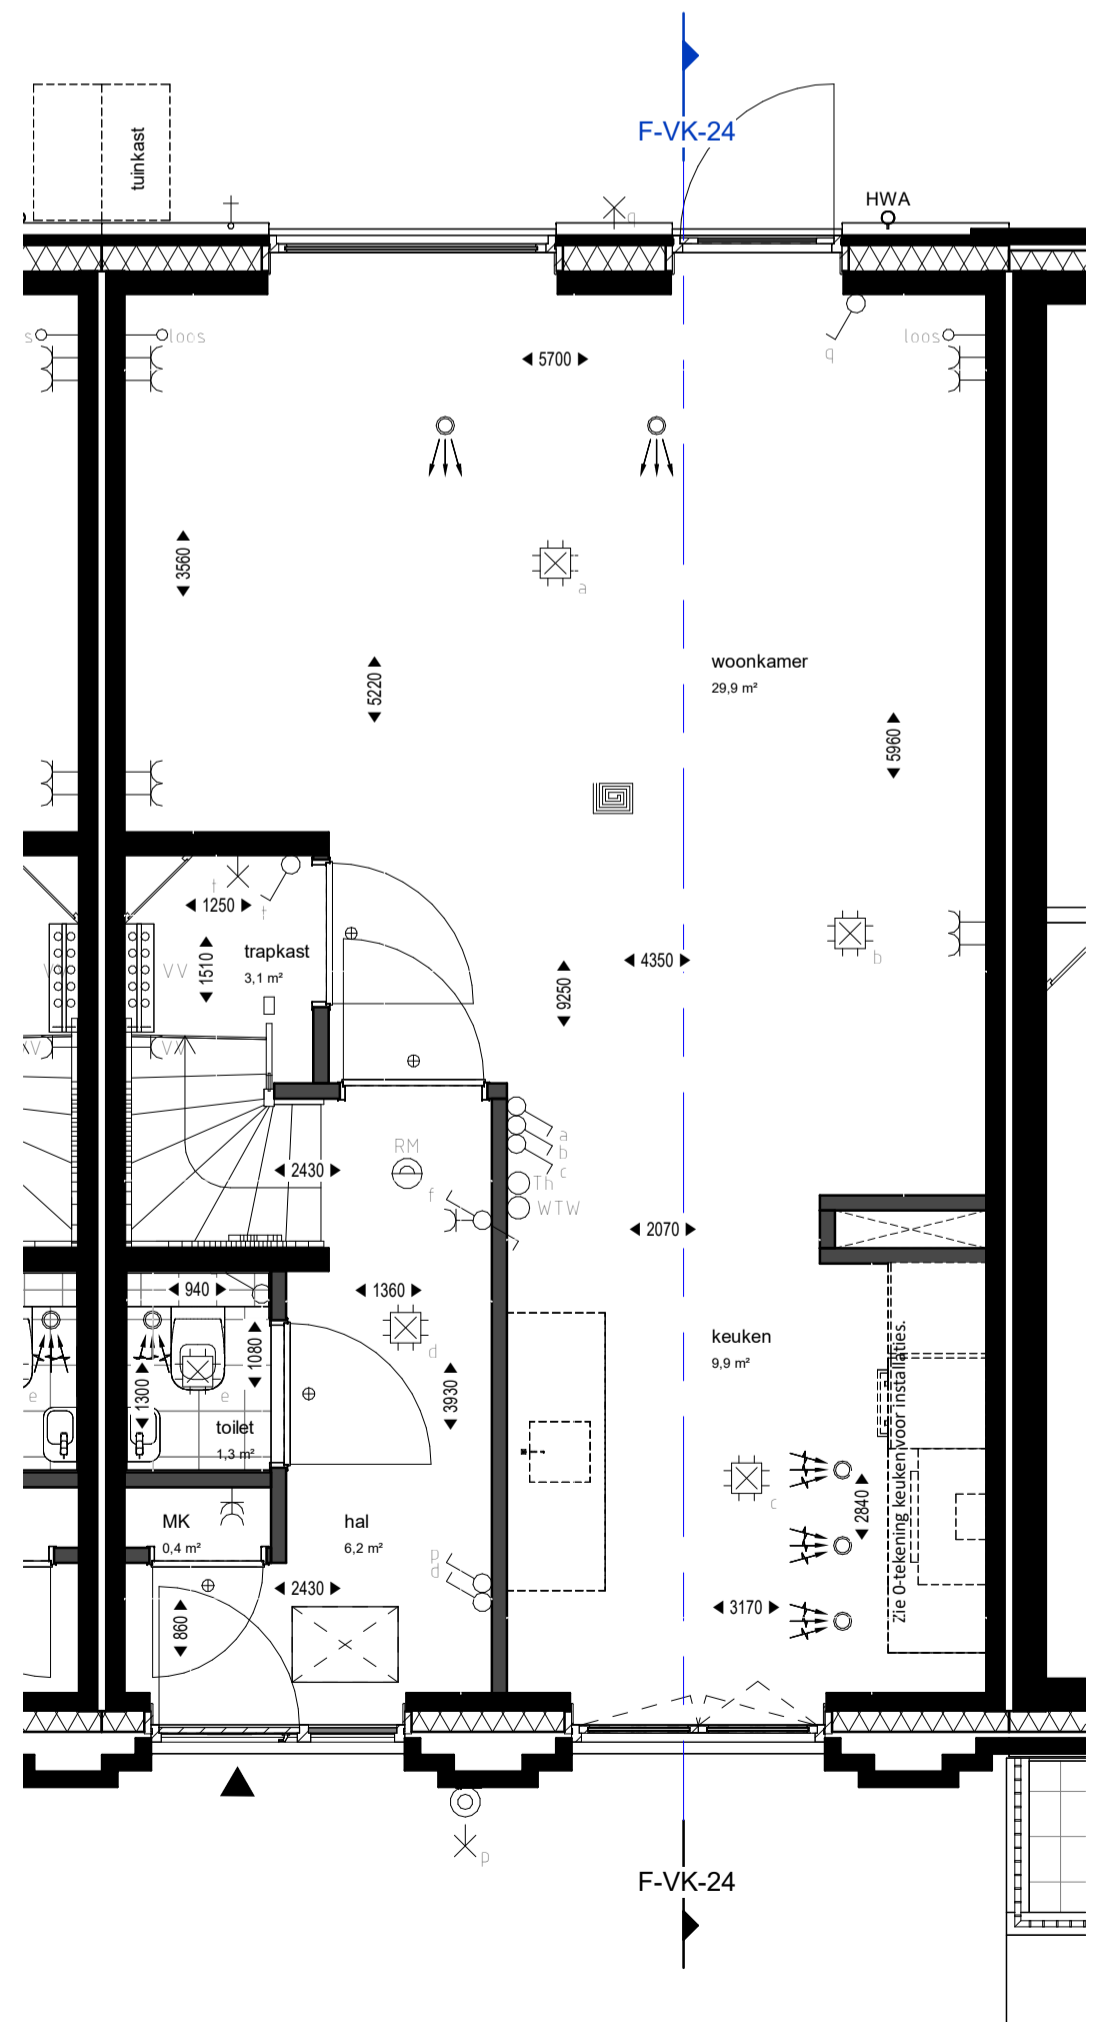 F-VK-24
tuinkast
HWA
q
s
loos
loos
q
5700
3560
a
5220
woonkamer
29,9 m²
5960
t
t
1250
1510
trapkast
3,1 m²
VV
b
4350
9250
VV
RM
a
b
c
2430
Th
f
WTW
2070
940
1360
1080
d
keuken
9,9 m²
1300
3930
e
e
toilet
1,3 m²
Zie 0-tekening keuken voor installaties.
c
2840
MK
0,4 m²
hal
6,2 m²
p
d
2430
3170
860
p
F-VK-24